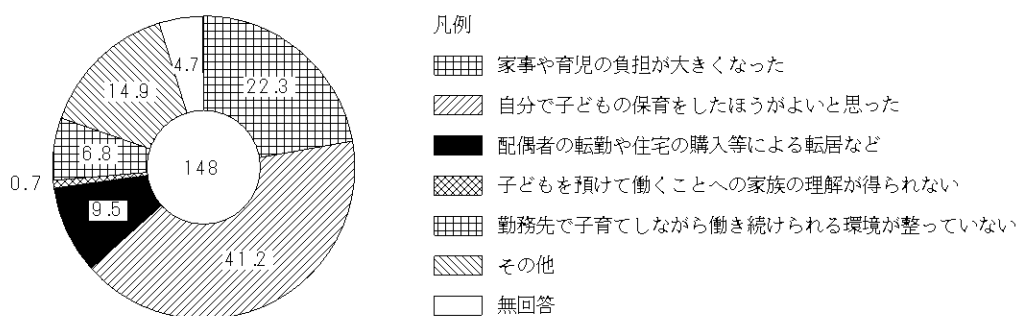 4.7
22.3
14.9
6.8
148
0.7
9.5
41.2
凡例
家事や育児の負担が大きくなった
自分で子どもの保育をしたほうがよいと思った
配偶者の転勤や住宅の購入等による転居など
子どもを預けて働くことへの家族の理解が得られない
勤務先で子育てしながら働き続けられる環境が整っていない
その他
無回答